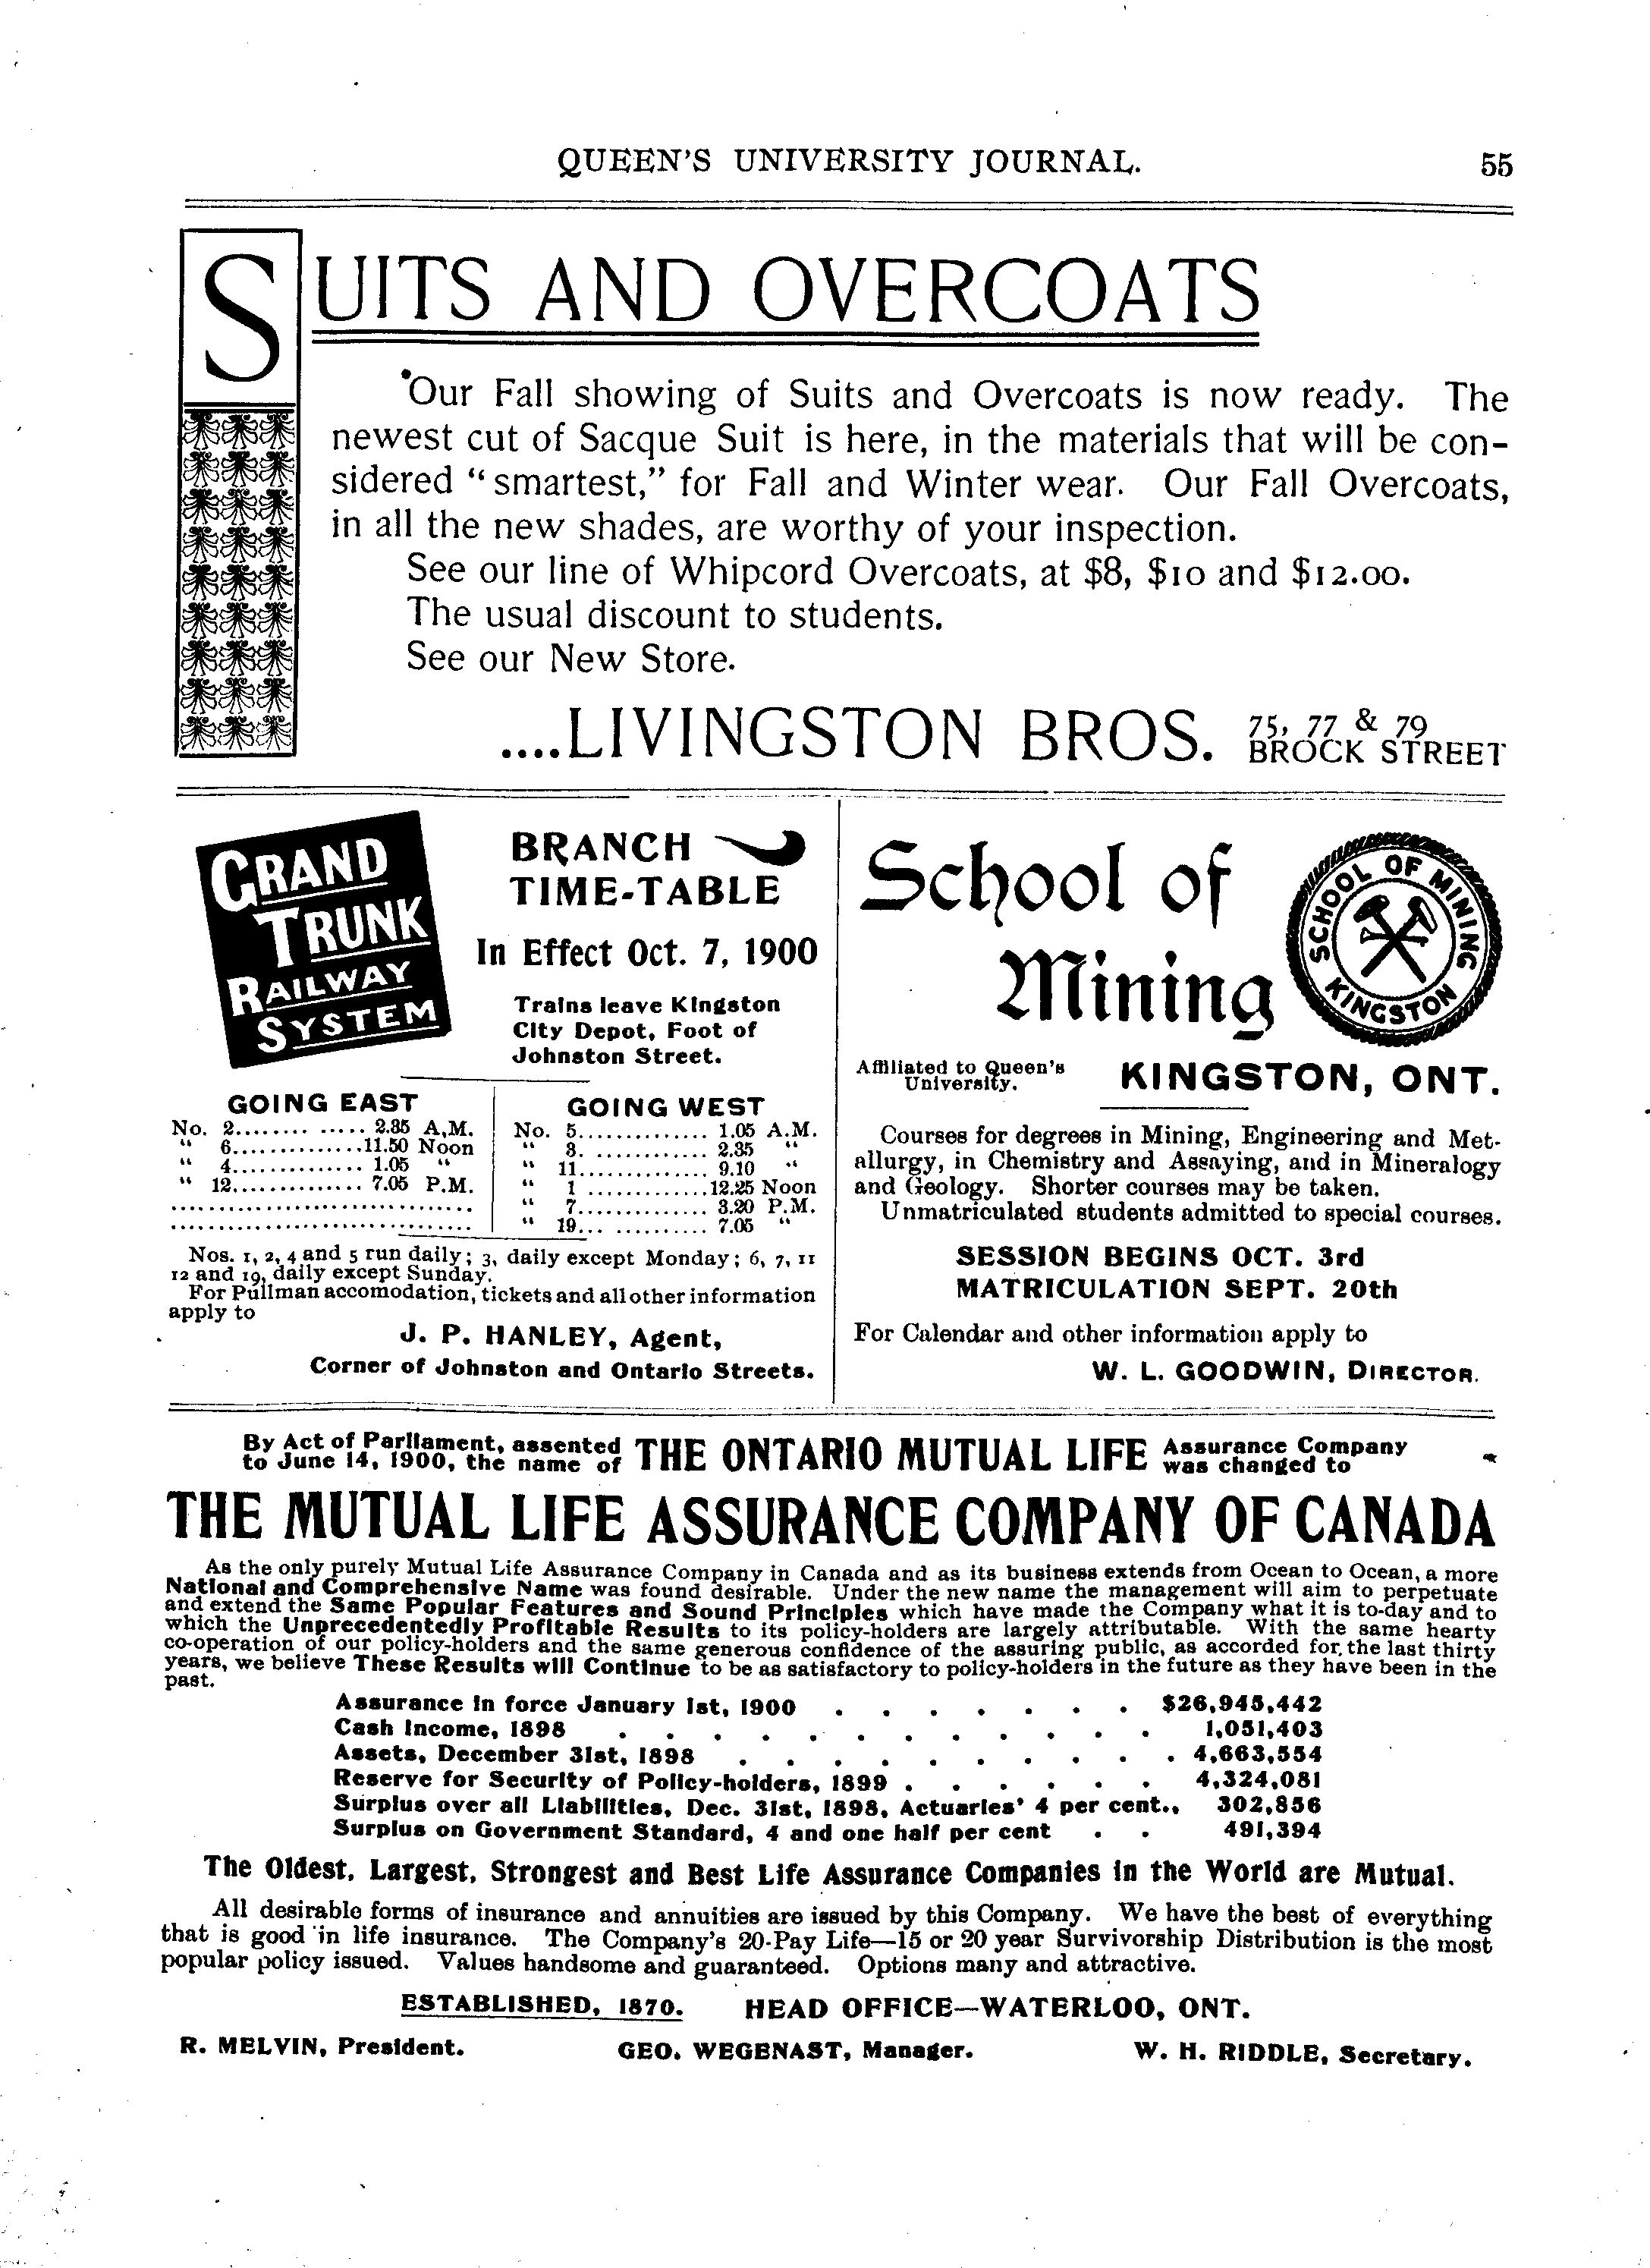 QUEEN'S UNIVERSITY JOURNAL. 55
SUITS AND OVERCOATS
Our Fall showing of Suits and Overcoats is now ready. The
newest cut of Sacque Suit is here, in the materials that will be con-
sidered "smartest," for Fall and Winter wear. Our Fall Overcoats,
in all the new shades, are worthy of your inspection.
See our line of Whipcord Overcoats, at $8, $10 and $12.00.
The usual discount to students.
See our New Store.
....LIVINGSTON BROS. 75, 77 & 79
BROCK STREET
GRAND
TRUNK
RAILWAY
SYSTEM
BRANCH
TIME-TABLE
In Effect Oct. 7, 1900
Trains leave Kingston
City Depot, Foot of
Johnston Street.
GOING EAST
No. 2........ ..... 2.35 A.M.
" 6..............11.50 Noon
" 4.............. 1.05 "
" 12.............. 7.05 P.M.
GOING WEST
No. 5.............. 1.05 A.M.
" 3. ............ 2.35 "
" 11.............. 9.10 "
" 1 .............12.25 Noon
" 7.............. 3.20 P.M.
" 19... .......... 7.05 "
Nos. 1, 2, 4 and 5 run daily; 3, daily except Monday; 6, 7, 11
12 and 19, daily except Sunday.
For Pullman accomodation, tickets and all other information
apply to
J. P. HANLEY, Agent,
Corner of Johnston and Ontario Streets.
School of
Mining
SCHOOL OF MINING
KINGSTON
Affiliated to Queen's
University.
KINGSTON, ONT.
Courses for degrees in Mining, Engineering and Met-
allurgy, in Chemistry and Assaying, and in Mineralogy
and Geology. Shorter courses may be taken.
Unmatriculated students admitted to special courses.
SESSION BEGINS OCT. 3rd
MATRICULATION SEPT. 20th
For Calendar and other information apply to
W. L. GOODWIN, DIRECTOR.
By Act of Parliament, assented
to June 14, 1900, the name of
THE ONTARIO MUTUAL LIFE
Assurance Company
was changed to
THE MUTUAL LIFE ASSURANCE COMPANY OF CANADA
As the only purely Mutual Life Assurance Company in Canada and as its business extends from Ocean to Ocean, a more
National and Comprehensive Name was found desirable. Under the new name the management will aim to perpetuate
and extend the Same Popular Features and Sound Principles which have made the Company what it is to-day and to
which the Unprecedentedly Profitable Results to its policy-holders are largely attributable. With the same hearty
co-operation of our policy-holders and the same generous confidence of the assuring public, as accorded for the last thirty
years, we believe These Results will Continue to be as satisfactory to policy-holders in the future as they have been in the
past.
Assurance in force January 1st, 1900 . . . . . . . $26,945,442
Cash Income, 1898 . . . . . . . . . . . . 1,051,403
Assets, December 31st, 1898 . . . . . . . . . . 4,663,554
Reserve for Security of Policy-holders, 1899 . . . . . . 4,324,081
Surplus over all Liabilities, Dec. 31st, 1898, Actuaries' 4 per cent., 302,856
Surplus on Government Standard, 4 and one half per cent . . 491,394
The Oldest, Largest, Strongest and Best Life Assurance Companies in the World are Mutual.
All desirable forms of insurance and annuities are issued by this Company. We have the best of everything
that is good in life insurance. The Company's 20-Pay Life—15 or 20 year Survivorship Distribution is the most
popular policy issued. Values handsome and guaranteed. Options many and attractive.
ESTABLISHED, 1870. HEAD OFFICE—WATERLOO, ONT.
R. MELVIN, President. GEO. WEGENAST, Manager. W. H. RIDDLE, Secretary.